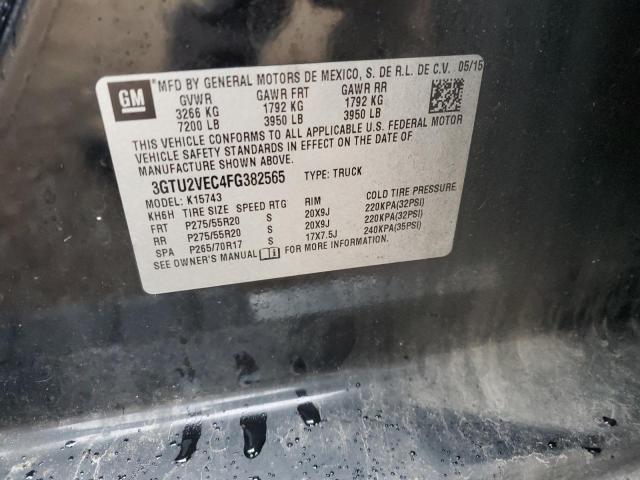 GM
MFD BY GENERAL MOTORS DE MEXICO, S. DE R.L. DE C.V. 05/15
GVWR GAWR FRT GAWR RR
3266 KG 1792 KG 1792 KG
7200 LB 3950 LB 3950 LB
THIS VEHICLE CONFORMS TO ALL APPLICABLE U.S. FEDERAL MOTOR
VEHICLE SAFETY STANDARDS IN EFFECT ON THE DATE OF
MANUFACTURE SHOWN ABOVE.
3GTU2VEC4FG382565 TYPE: TRUCK
MODEL: K15743
KH6H TIRE SIZE SPEED RTG RIM COLD TIRE PRESSURE
FRT P275/55R20 S 20X9J 220KPA(32PSI)
RR P275/55R20 S 20X9J 220KPA(32PSI)
SPA P265/70R17 S 17X7.5J 240KPA(35PSI)
SEE OWNER'S MANUAL FOR MORE INFORMATION.